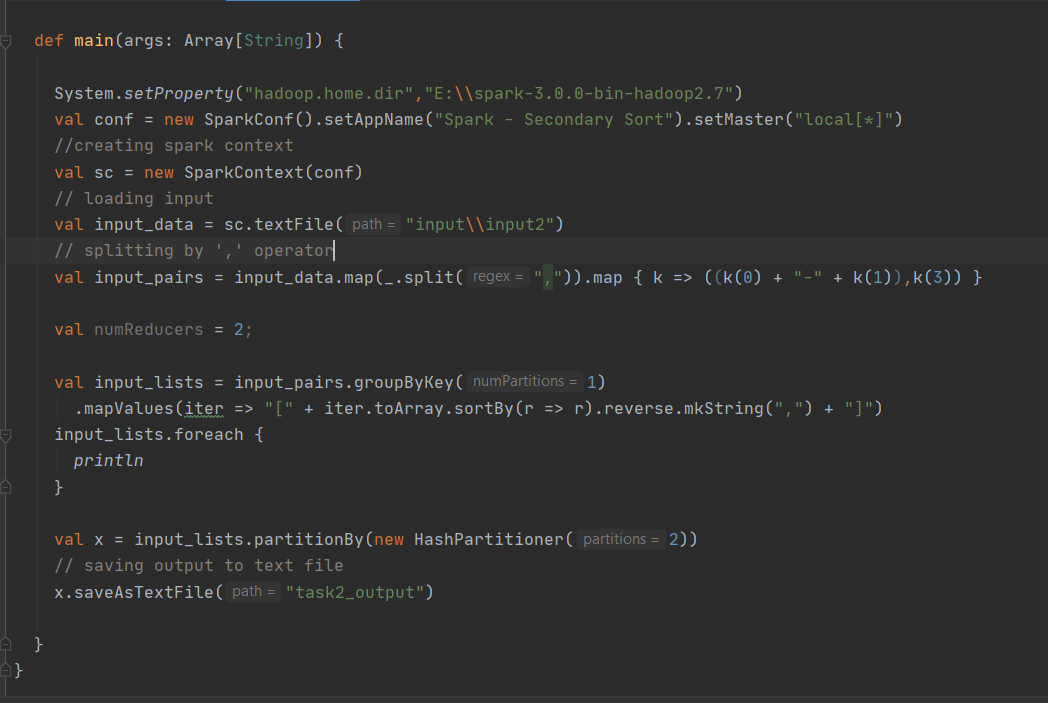 def main(args: Array[String]) {
System.setProperty("hadoop.home.dir","E:\\spark-3.0.0-bin-hadoop2.7")
val conf = new SparkConf().setAppName("Spark - Secondary Sort").setMaster("local[*]")
//creating spark context
val sc = new SparkContext(conf)
// loading input
val input_data = sc.textFile( path = "input\\input2")
// splitting by ',' operator
val input_pairs = input_data.map(_.split( regex = ",")).map { k => ((k(0) + "-" + k(1)),k(3)) }
val numReducers = 2;
val input_lists = input_pairs.groupByKey( numPartitions = 1)
.mapValues(iter => "[" + iter.toArray.sortBy(r => r).reverse.mkString(",") + "]")
input_lists.foreach {
println
}
val x = input_lists.partitionBy(new HashPartitioner( partitions = 2))
// saving output to text file
x.saveAsTextFile( path = "task2_output")
}
}